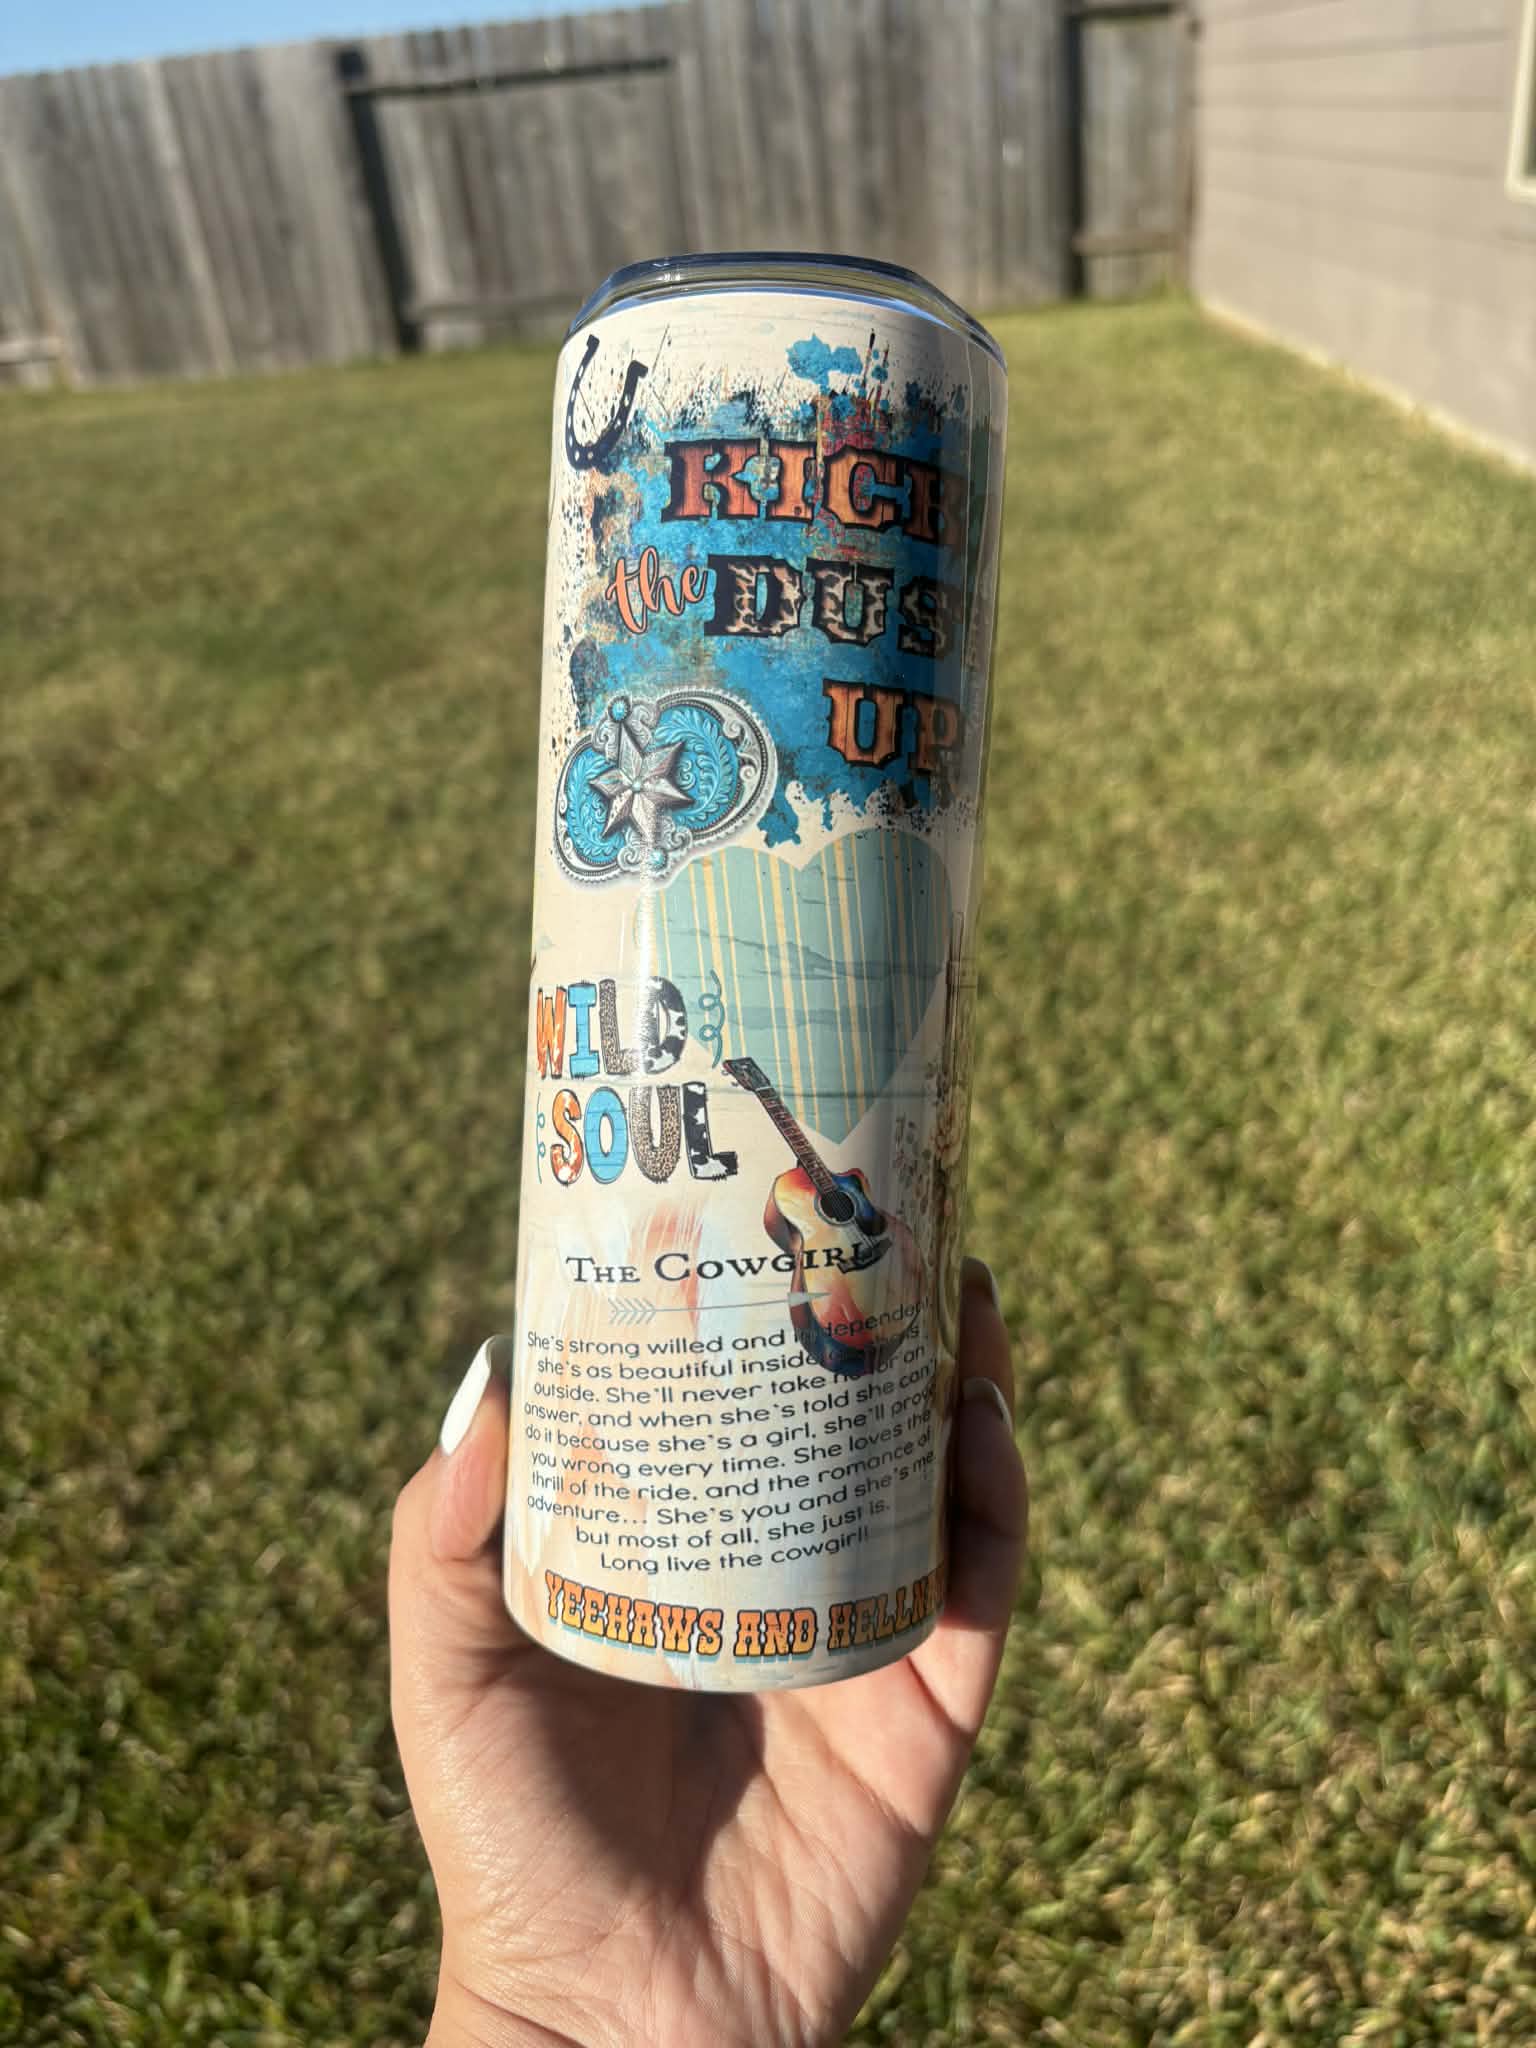 KICK
the DUS
UP
WILD
SOUL
THE COWGIRL
She's strong willed and independent,
she's as beautiful inside
outside. She'll never take no for an
answer, and when she's told she can't
do it because she's a girl, she'll prove
you wrong every time. She loves the
thrill of the ride, and the romance of
adventure... She's you and she's me,
but most of all, she just is.
Long live the cowgirl!
YEEHAWS AND HELLN